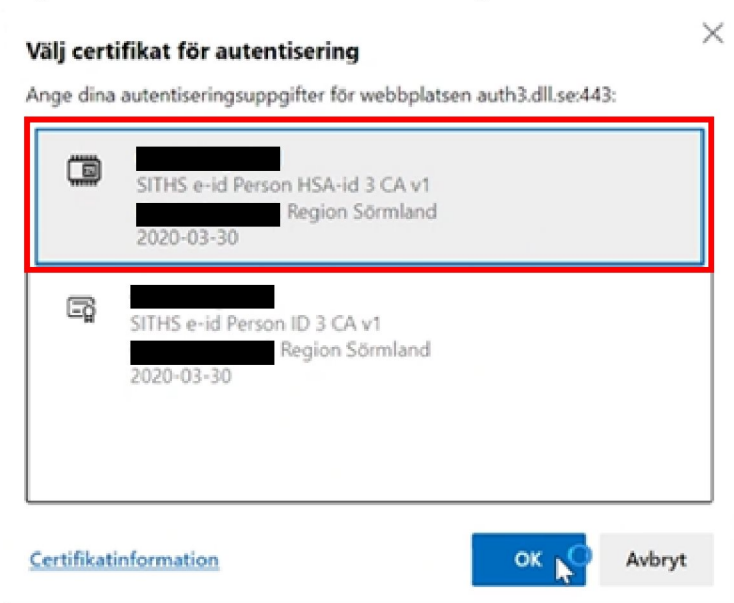 Välj certifikat för autentisering
Ange dina autentiseringsuppgifter för webbplatsen auth3.dll.se:443:
SITHS e-id Person HSA-id 3 CA v1
Region Sörmland
2020-03-30
SITHS e-id Person ID 3 CA v1
Region Sörmland
2020-03-30
Certifikatinformation
OK
Avbryt